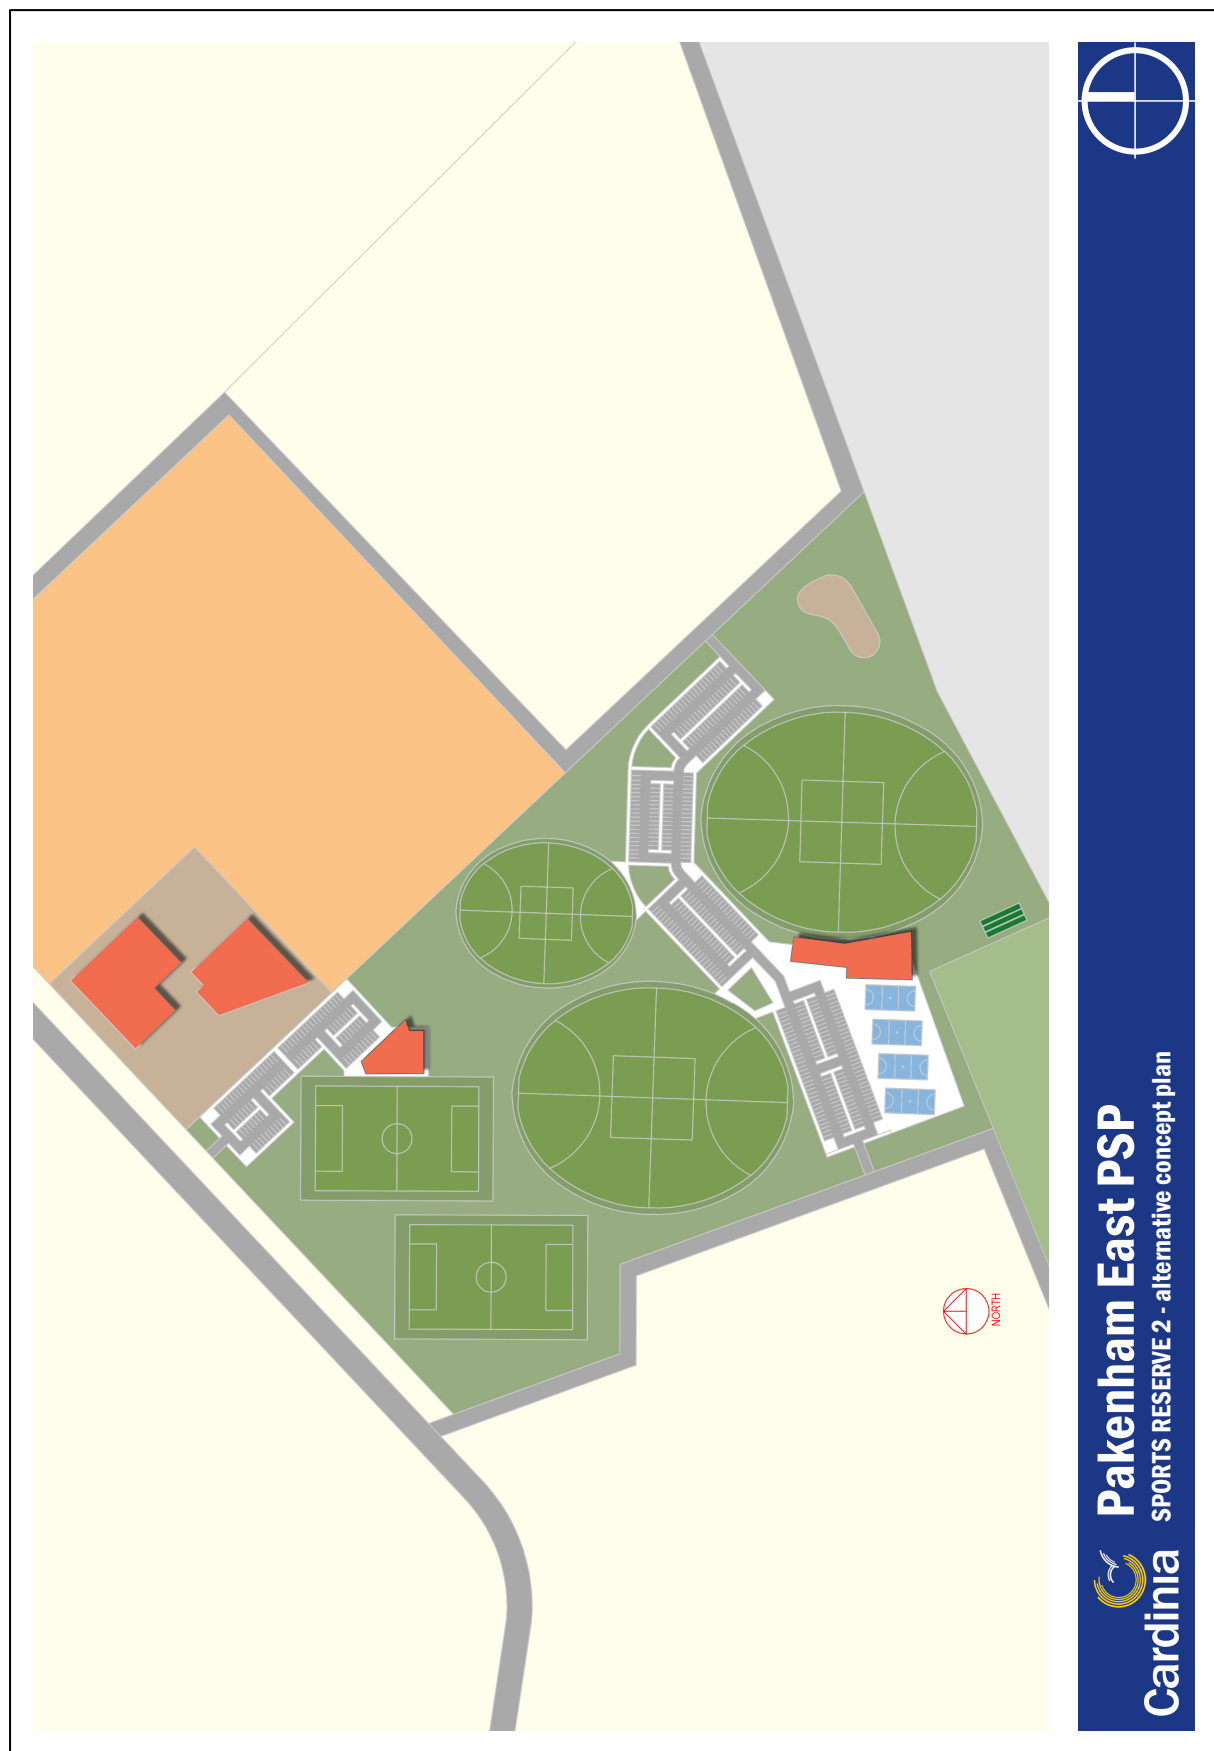 Pakenham East PSP
SPORTS RESERVE 2 - alternative concept plan
Cardinia
NORTH